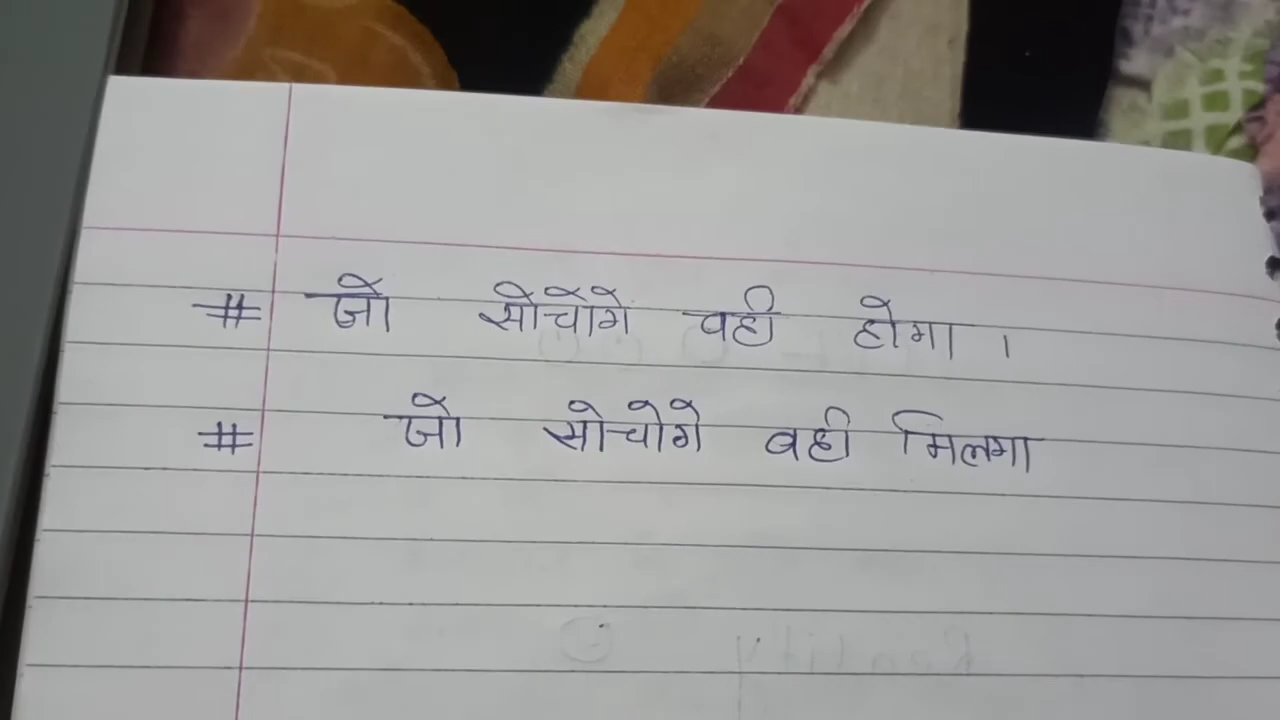 # जो सोचोगे वही होगा ।
# जो सोचोगे वही मिलगा